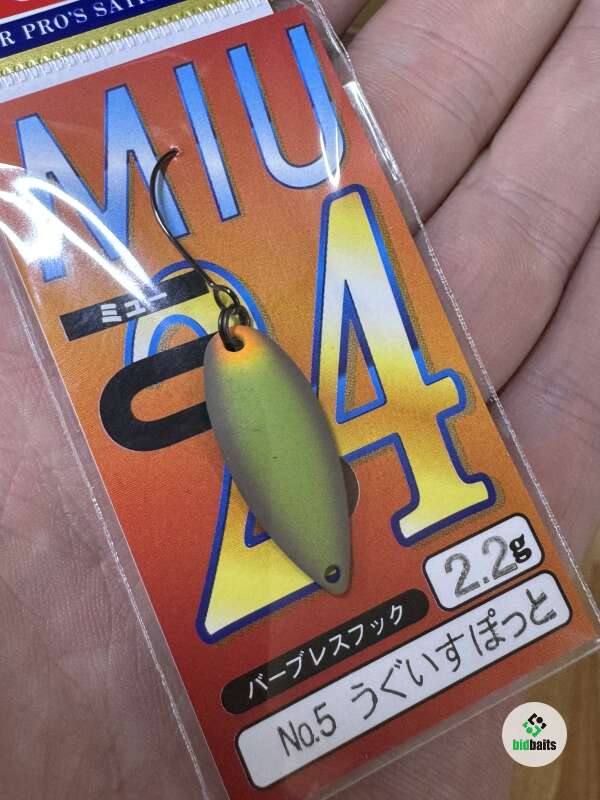 R PRO'S SATIS
MIU
ミュー
24
2.2g
バーブレスフック
No.5 うぐいすぽっと
bidbaits